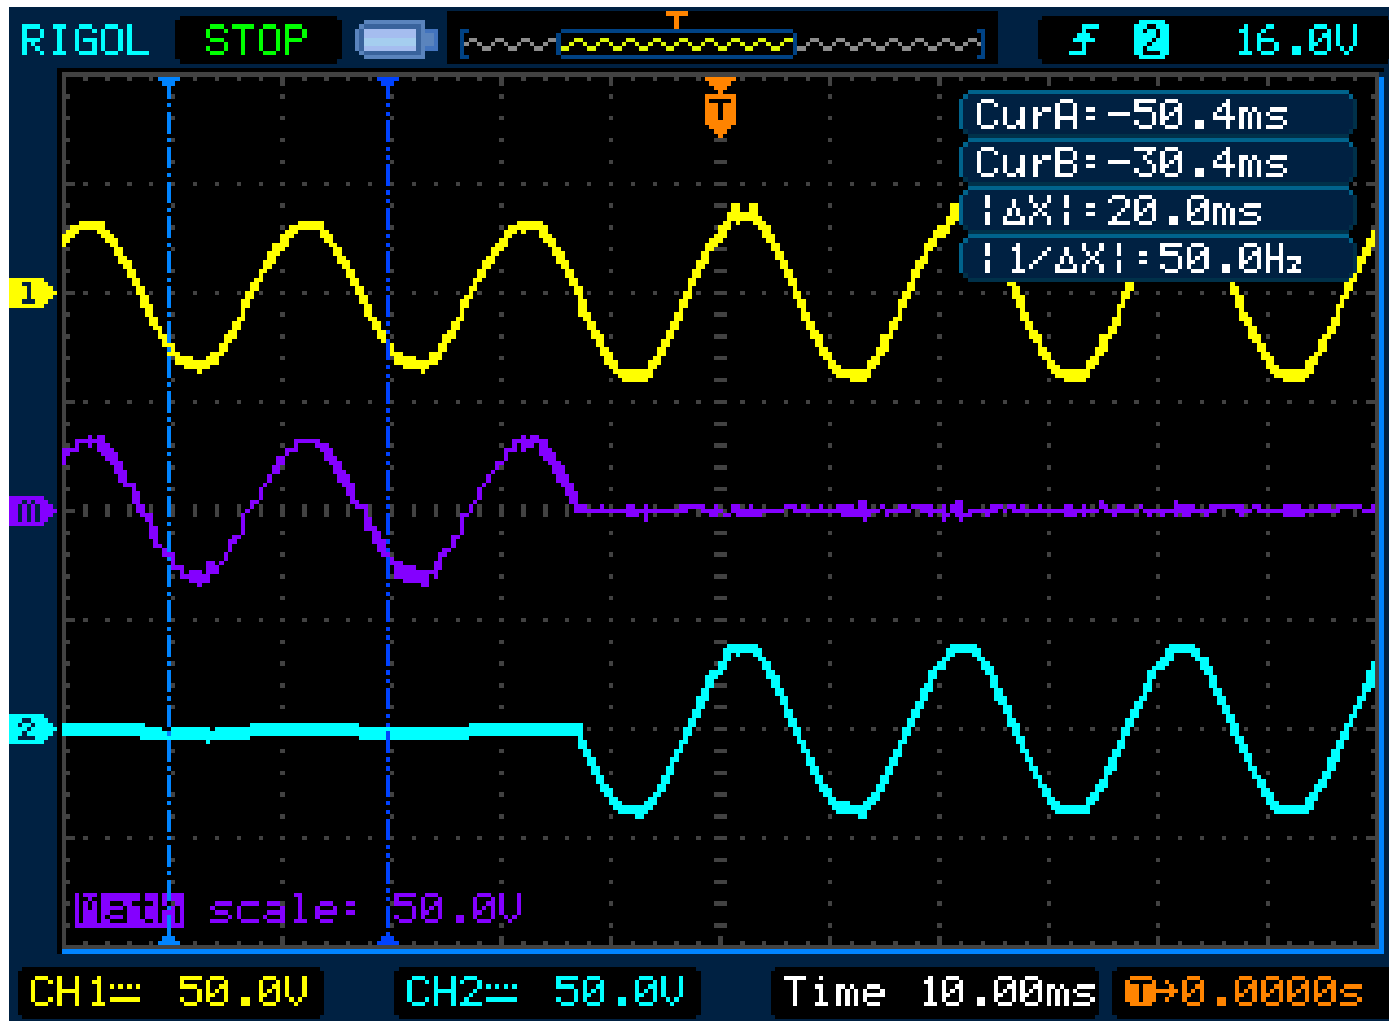 RIGOL STOP T 2 16.0V
T
CurA:-50.4ms
CurB:-30.4ms
|ΔX|:20.0ms
|1/ΔX|:50.0Hz
1
m
2
Math scale: 50.0V
CH1 50.0V CH2 50.0V Time 10.00ms T→0.0000s